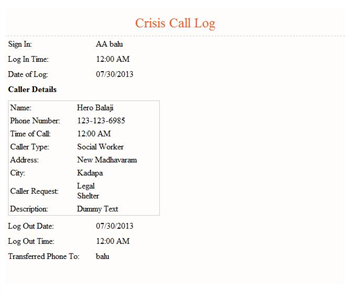 Crisis Call Log
Sign In: AA balu
Log In Time: 12:00 AM
Date of Log: 07/30/2013
Caller Details
Name: Hero Balaji
Phone Number: 123-123-6985
Time of Call: 12:00 AM
Caller Type: Social Worker
Address: New Madhavaram
City: Kadapa
Caller Request: Legal
Shelter
Description: Dummy Text
Log Out Date: 07/30/2013
Log Out Time: 12:00 AM
Transferred Phone To: balu